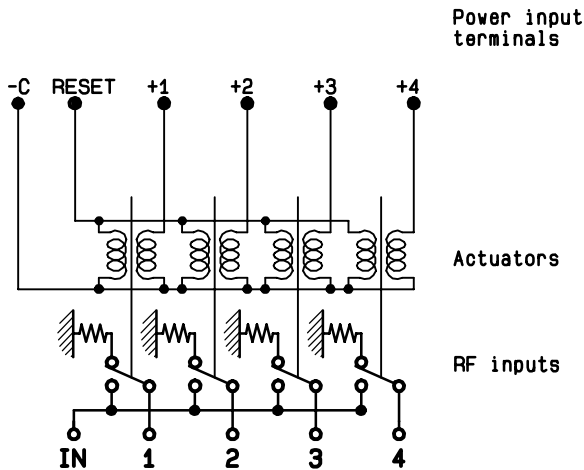 Power input
terminals
-C RESET +1 +2 +3 +4
Actuators
RF inputs
IN 1 2 3 4